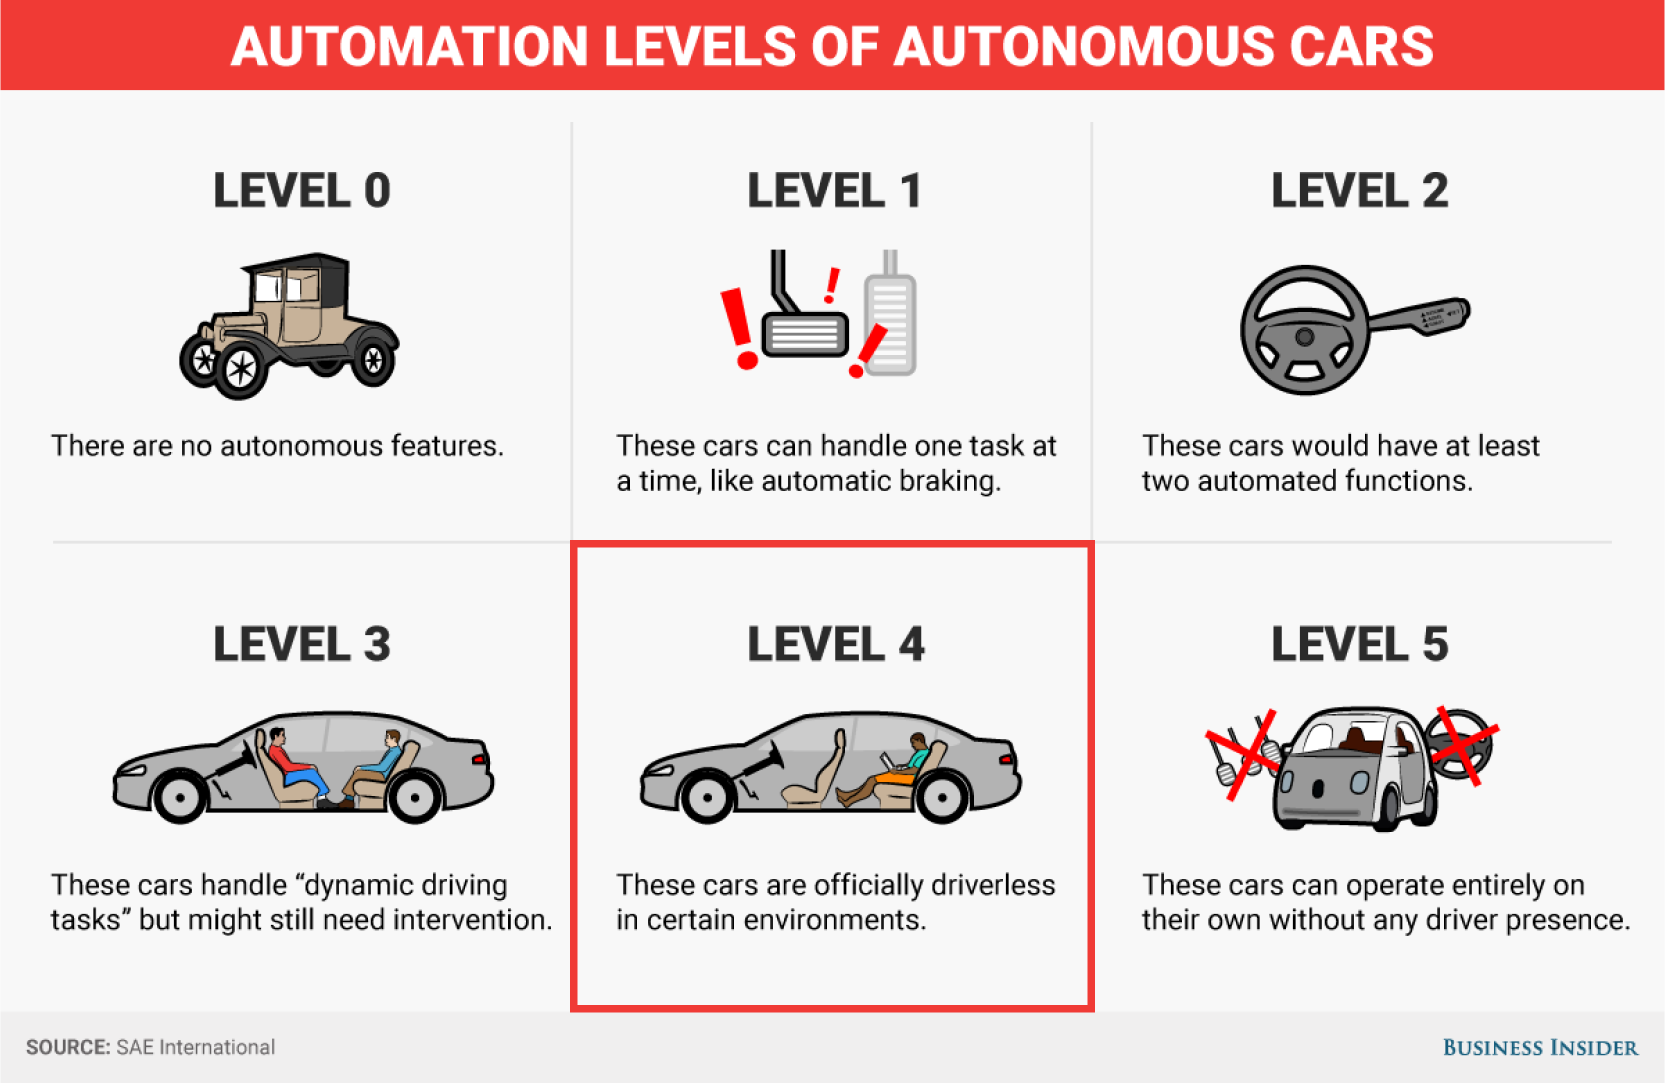 AUTOMATION LEVELS OF AUTONOMOUS CARS
LEVEL 0
There are no autonomous features.
LEVEL 1
These cars can handle one task at
a time, like automatic braking.
LEVEL 2
These cars would have at least
two automated functions.
LEVEL 3
These cars handle “dynamic driving
tasks” but might still need intervention.
LEVEL 4
These cars are officially driverless
in certain environments.
LEVEL 5
These cars can operate entirely on
their own without any driver presence.
SOURCE: SAE International
BUSINESS INSIDER